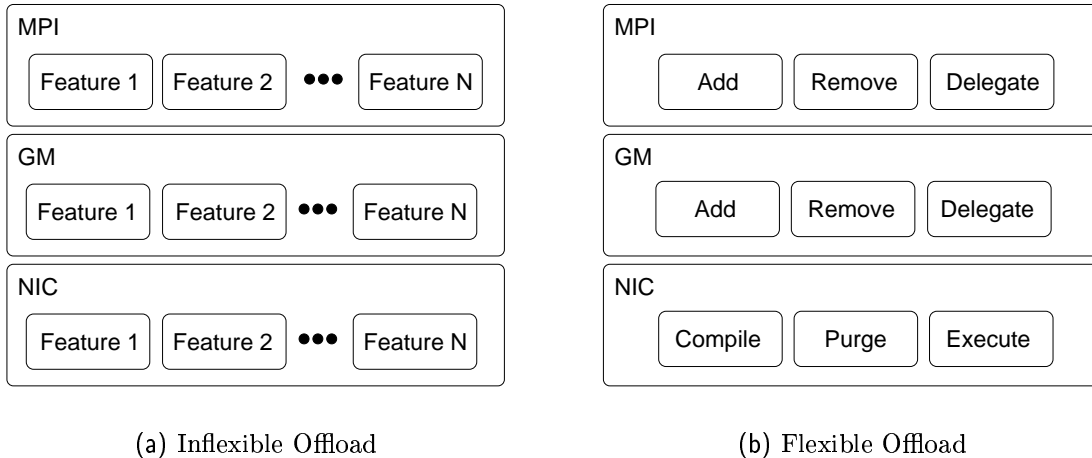 MPI
Feature 1 Feature 2 ••• Feature N
GM
Feature 1 Feature 2 ••• Feature N
NIC
Feature 1 Feature 2 ••• Feature N
(a) Inflexible Offload
MPI
Add Remove Delegate
GM
Add Remove Delegate
NIC
Compile Purge Execute
(b) Flexible Offload